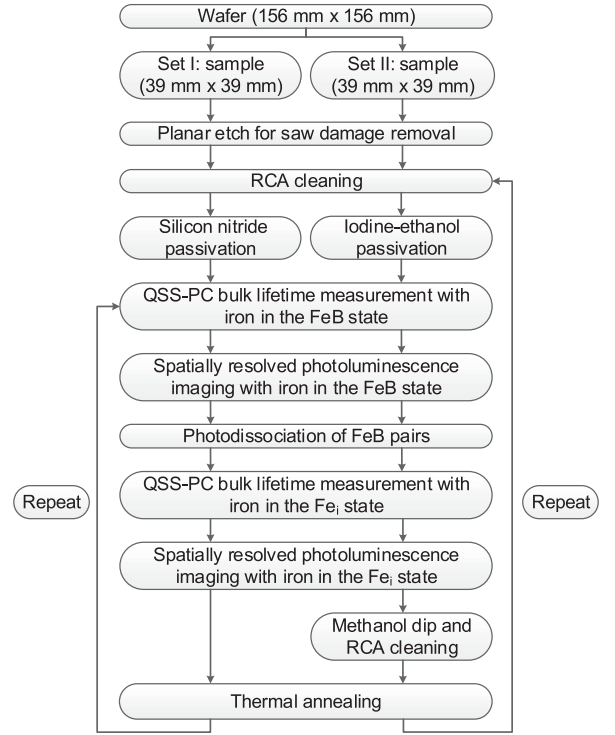 Wafer (156 mm x 156 mm)
Set I: sample
(39 mm x 39 mm)
Set II: sample
(39 mm x 39 mm)
Planar etch for saw damage removal
RCA cleaning
Silicon nitride
passivation
Iodine-ethanol
passivation
QSS-PC bulk lifetime measurement with
iron in the FeB state
Spatially resolved photoluminescence
imaging with iron in the FeB state
Photodissociation of FeB pairs
QSS-PC bulk lifetime measurement with
iron in the Feᵢ state
Repeat
Repeat
Spatially resolved photoluminescence
imaging with iron in the Feᵢ state
Methanol dip and
RCA cleaning
Thermal annealing